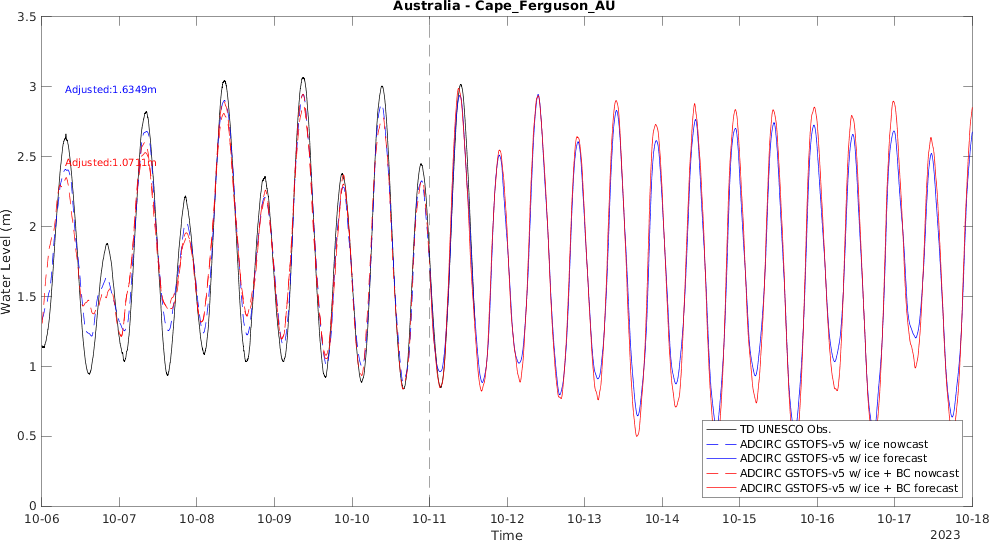 Australia - Cape_Ferguson_AU
3.5
3
2.5
2
1.5
1
0.5
0
Water Level (m)
Adjusted:1.6349m
Adjusted:1.0711m
TD UNESCO Obs.
ADCIRC GSTOFS-v5 w/ ice nowcast
ADCIRC GSTOFS-v5 w/ ice forecast
ADCIRC GSTOFS-v5 w/ ice + BC nowcast
ADCIRC GSTOFS-v5 w/ ice + BC forecast
10-06 10-07 10-08 10-09 10-10 10-11 10-12 10-13 10-14 10-15 10-16 10-17 10-18
Time
2023